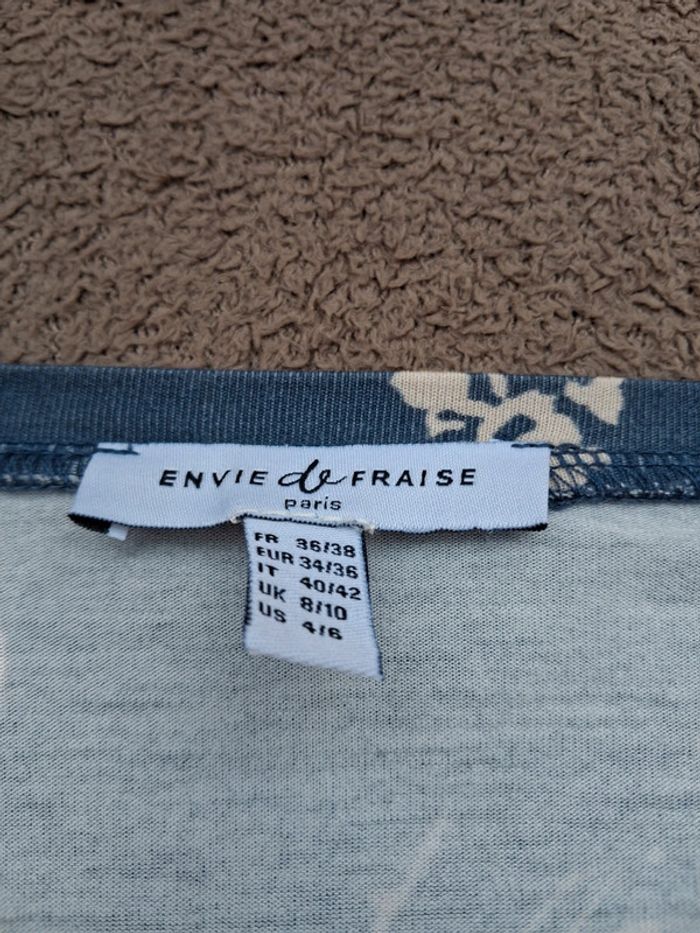 ENVIE de FRAISE
paris
FR 36/38
EUR 34/36
IT 40/42
UK 8/10
US 4/6